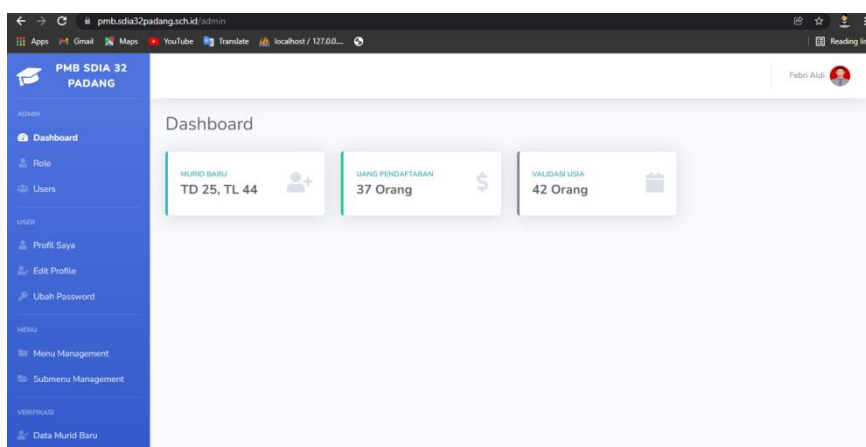 pmb.sdia32padang.sch.id/admin
Apps Gmail Maps YouTube Translate localhost / 127.0.0... Reading lis
PMB SDIA 32
PADANG
Febri Aldi
ADMIN
Dashboard
Role
Users
USER
Profil Saya
Edit Profile
Ubah Password
MENU
Menu Management
Submenu Management
VERIFIKASI
Data Murid Baru
Dashboard
MURID BARU
TD 25, TL 44
UANG PENDAFTARAN
37 Orang
VALIDASI USIA
42 Orang